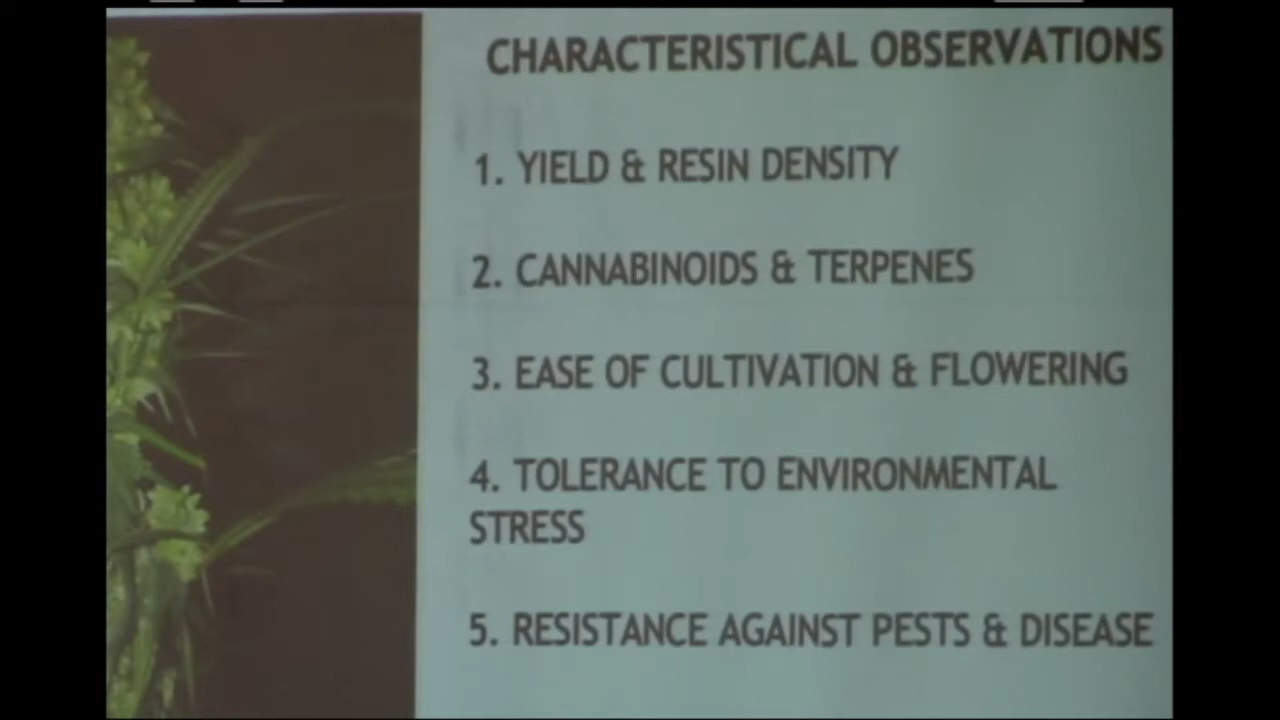 CHARACTERISTICAL OBSERVATIONS
1. YIELD & RESIN DENSITY
2. CANNABINOIDS & TERPENES
3. EASE OF CULTIVATION & FLOWERING
4. TOLERANCE TO ENVIRONMENTAL
STRESS
5. RESISTANCE AGAINST PESTS & DISEASE